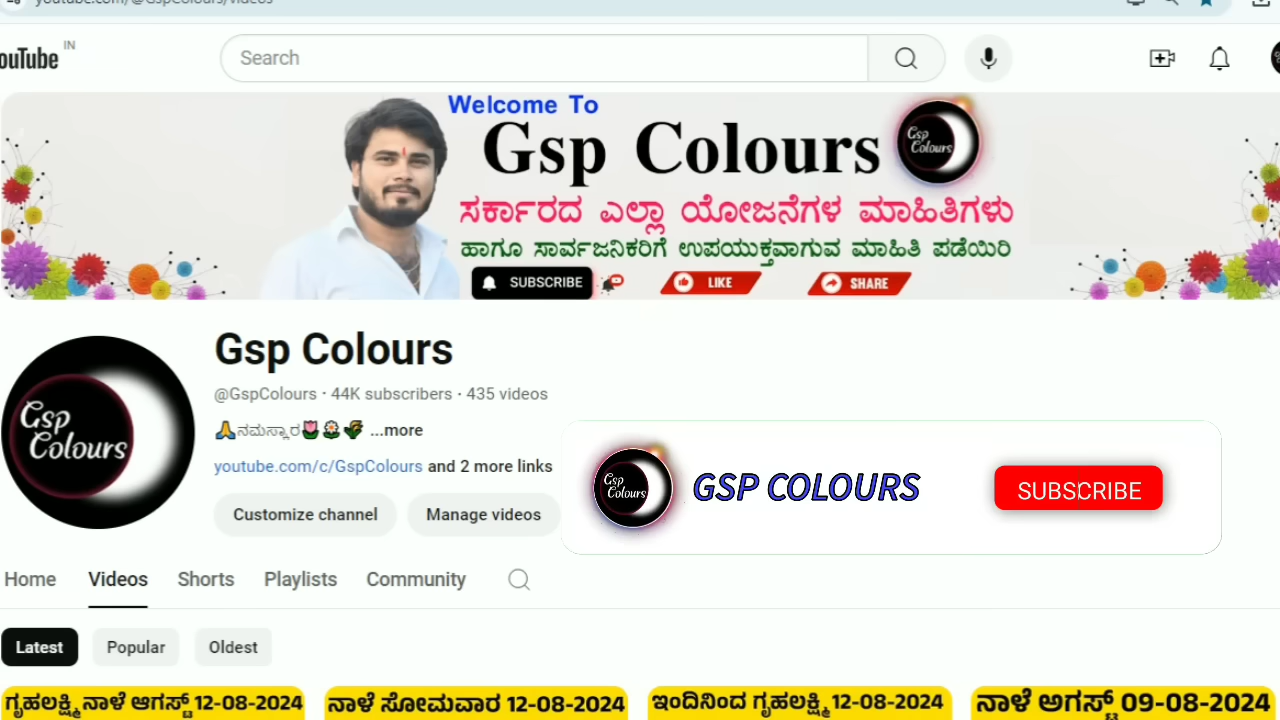 youtube.com/@GspColours/videos
ouTube IN
Search
Welcome To
Gsp Colours
Gsp
Colours
ಸರ್ಕಾರದ ಎಲ್ಲಾ ಯೋಜನೆಗಳ ಮಾಹಿತಿಗಳು
ಹಾಗೂ ಸಾರ್ವಜನಿಕರಿಗೆ ಉಪಯುಕ್ತವಾಗುವ ಮಾಹಿತಿ ಪಡೆಯಿರಿ
SUBSCRIBE LIKE SHARE
Gsp
Colours
Gsp Colours
@GspColours · 44K subscribers · 435 videos
🙏ನಮಸ್ಕಾರ🌷🌼🌾 ...more
youtube.com/c/GspColours and 2 more links
Customize channel Manage videos
Gsp
Colours
GSP COLOURS
SUBSCRIBE
Home Videos Shorts Playlists Community
Latest Popular Oldest
ಗೃಹಲಕ್ಷ್ಮಿ ನಾಳೆ ಆಗಸ್ಟ್ 12-08-2024
ನಾಳೆ ಸೋಮವಾರ 12-08-2024
ಇಂದಿನಿಂದ ಗೃಹಲಕ್ಷ್ಮಿ 12-08-2024
ನಾಳೆ ಅಗಸ್ಟ್ 09-08-2024